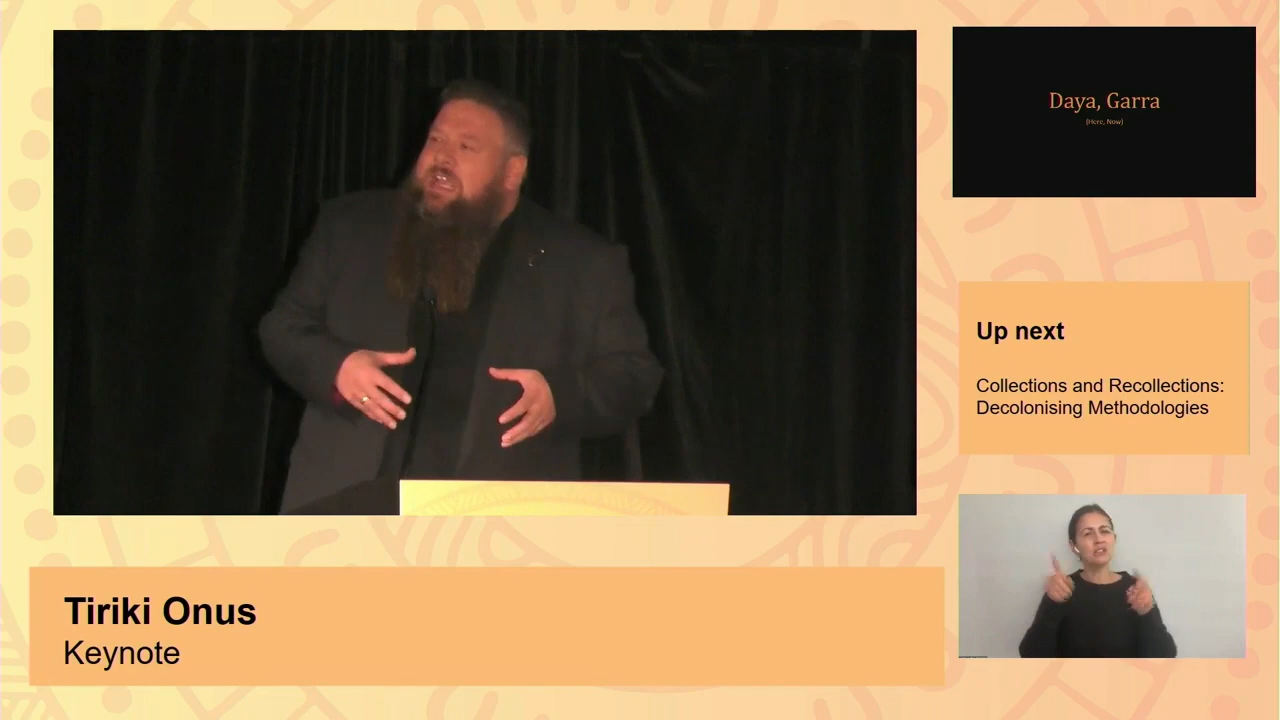 Daya, Garra
(Here, Now)
Up next
Collections and Recollections:
Decolonising Methodologies
Tiriki Onus
Keynote